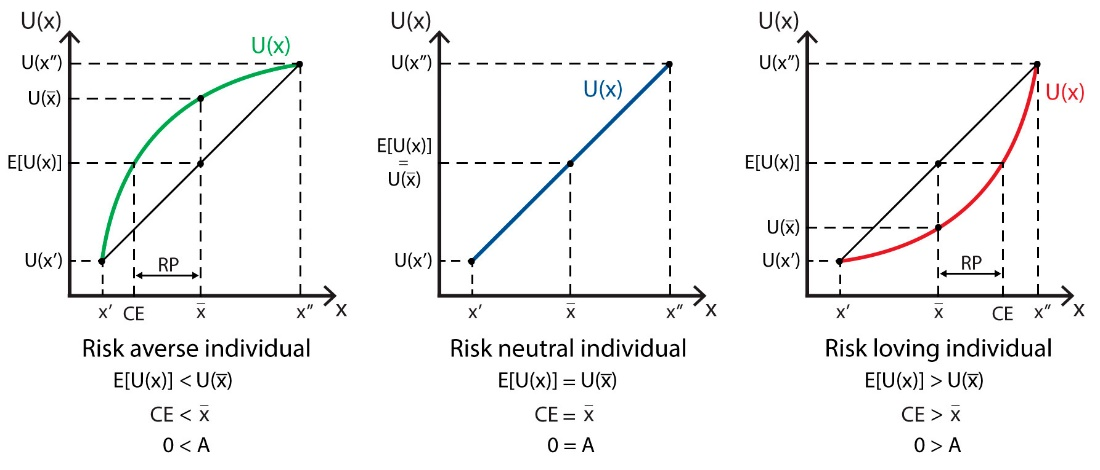 U(x)
U(x)
U(x″)
U(x̄)
E[U(x)]
U(x′)
RP
x′
CE
x̄
x″
x
Risk averse individual
E[U(x)] < U(x̄)
CE < x̄
0 < A
U(x)
U(x″)
U(x)
E[U(x)]
=
U(x̄)
U(x′)
x′
x̄
x″
x
Risk neutral individual
E[U(x)] = U(x̄)
CE = x̄
0 = A
U(x)
U(x″)
U(x)
E[U(x)]
U(x̄)
U(x′)
RP
x′
x̄
CE
x″
x
Risk loving individual
E[U(x)] > U(x̄)
CE > x̄
0 > A